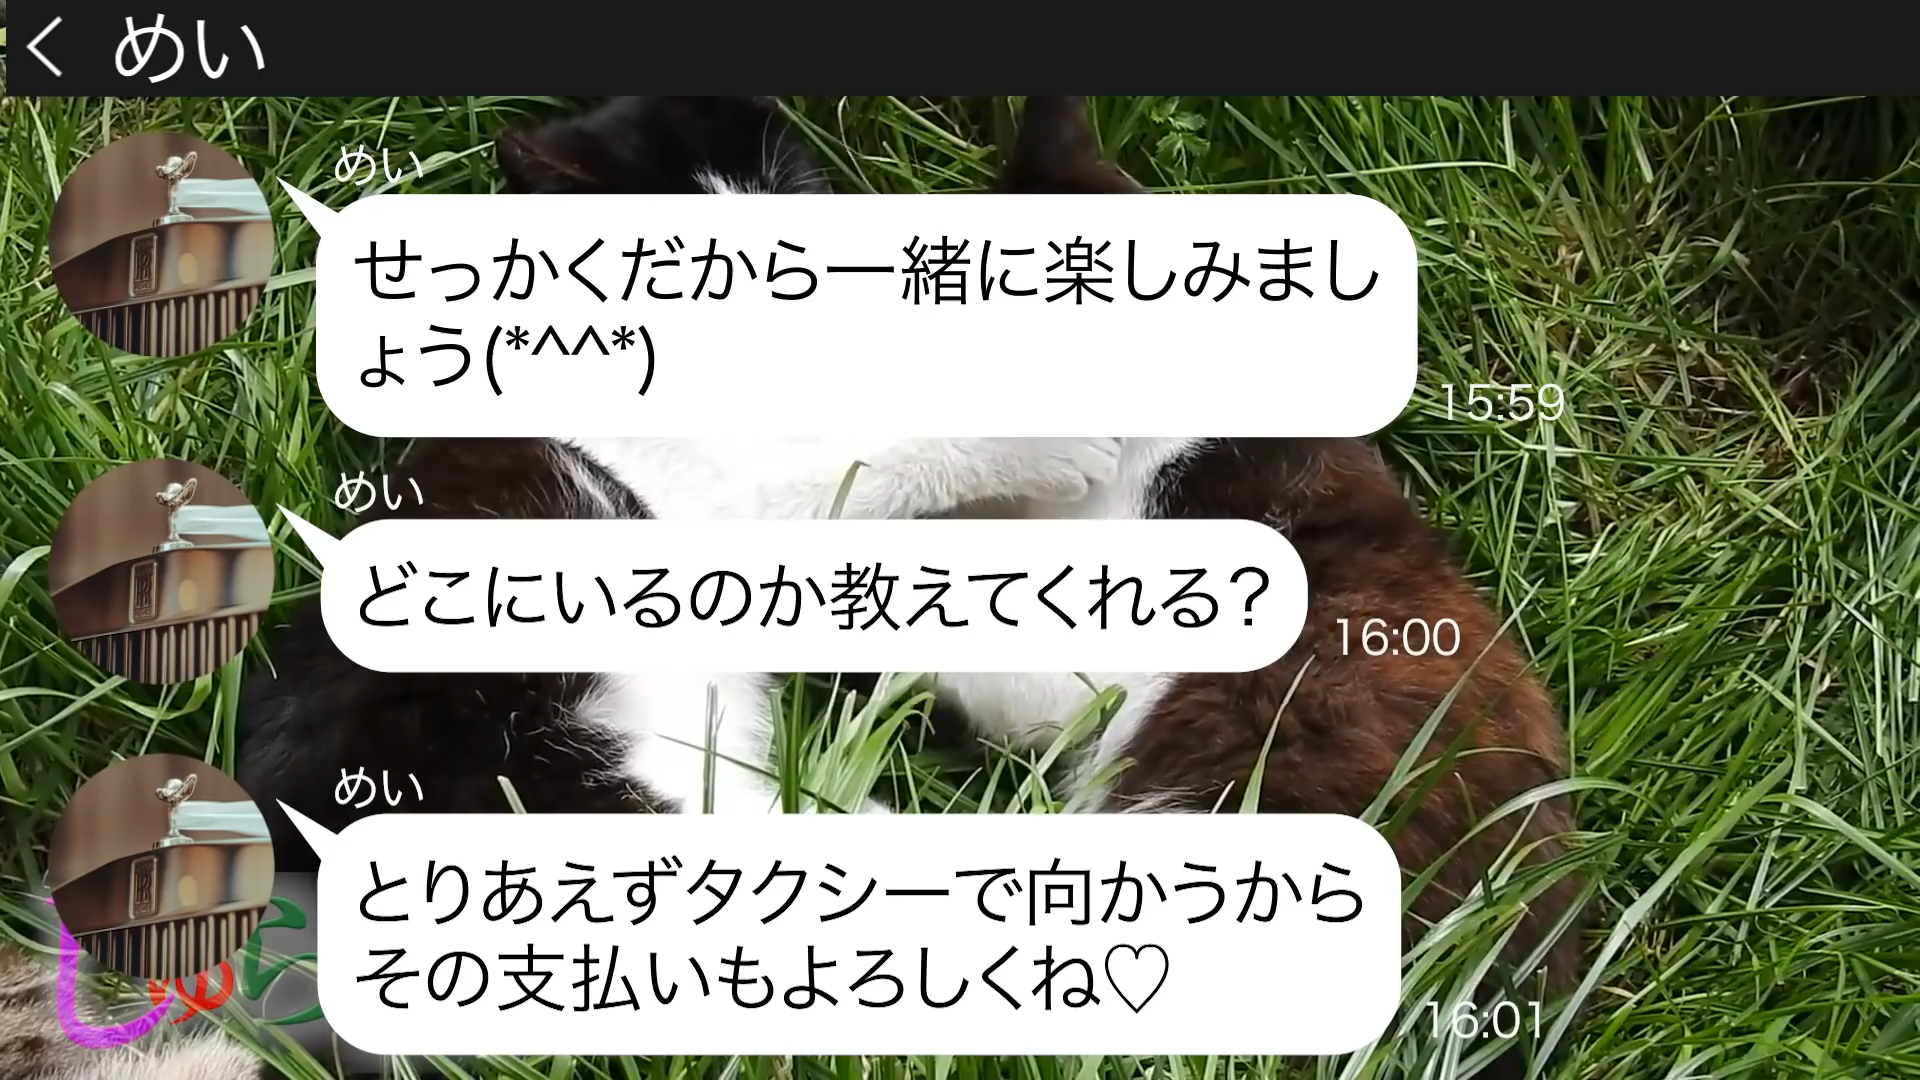 めい
めい
せっかくだから一緒に楽しみまし
ょう(*^^*)
15:59
めい
どこにいるのか教えてくれる？
16:00
めい
とりあえずタクシーで向かうから
その支払いもよろしくね♡
16:01
しゅら